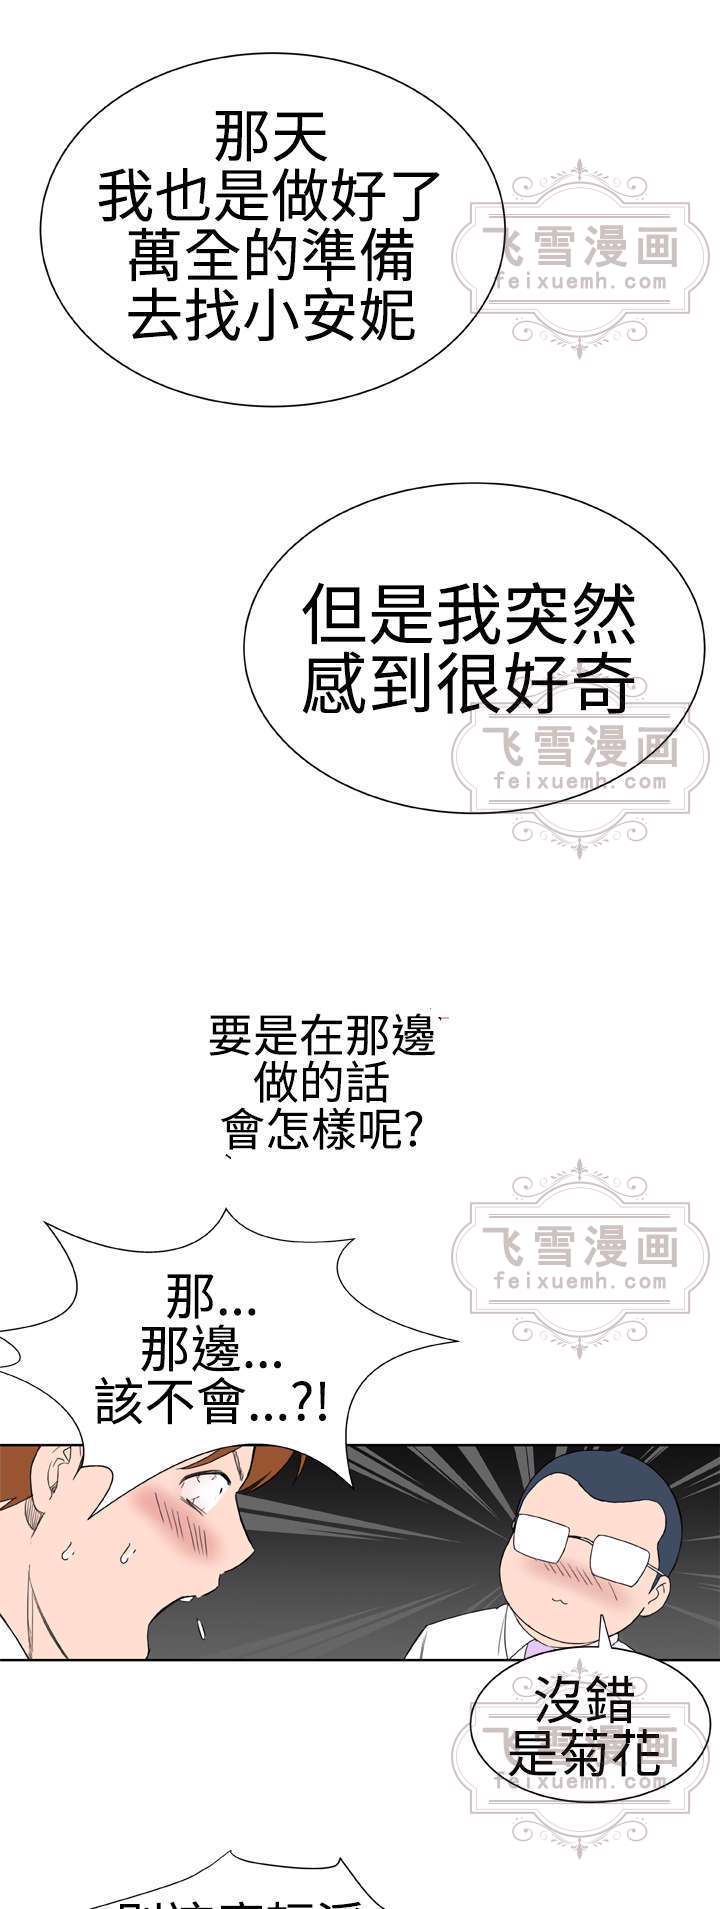 那天
我也是做好了
萬全的準備
去找小安妮
飞雪漫画
feixuemh.com
但是我突然
感到很好奇
飞雪漫画
feixuemh.com
要是在那邊
做的話
會怎樣呢?
飞雪漫画
feixuemh.com
那...
那邊...
該不會...?!
沒錯
是菊花
飞雪漫画
feixuemh.com